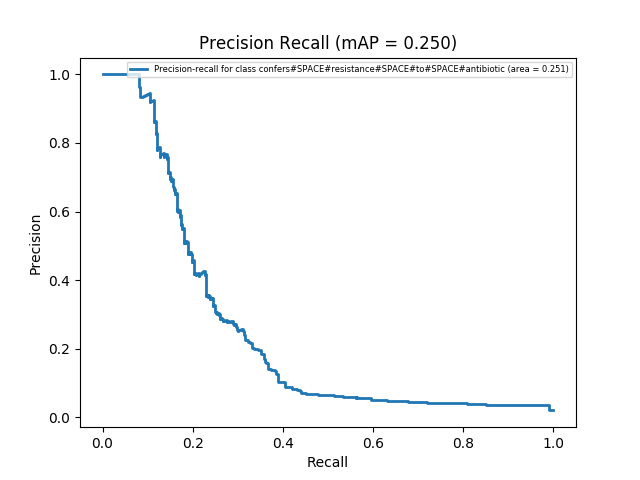 Precision Recall (mAP = 0.250)
Precision-recall for class confers#SPACE#resistance#SPACE#to#SPACE#antibiotic (area = 0.251)
1.0
0.8
0.6
0.4
0.2
0.0
Precision
0.0 0.2 0.4 0.6 0.8 1.0
Recall